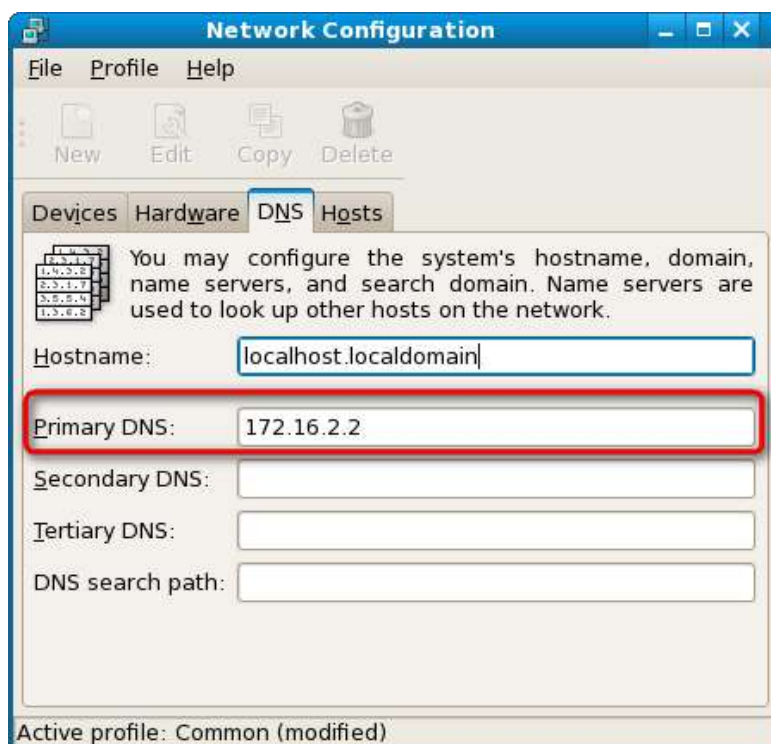 Network Configuration
File Profile Help
New Edit Copy Delete
Devices Hardware DNS Hosts
You may configure the system's hostname, domain,
name servers, and search domain. Name servers are
used to look up other hosts on the network.
Hostname: localhost.localdomain
Primary DNS: 172.16.2.2
Secondary DNS:
Tertiary DNS:
DNS search path:
Active profile: Common (modified)